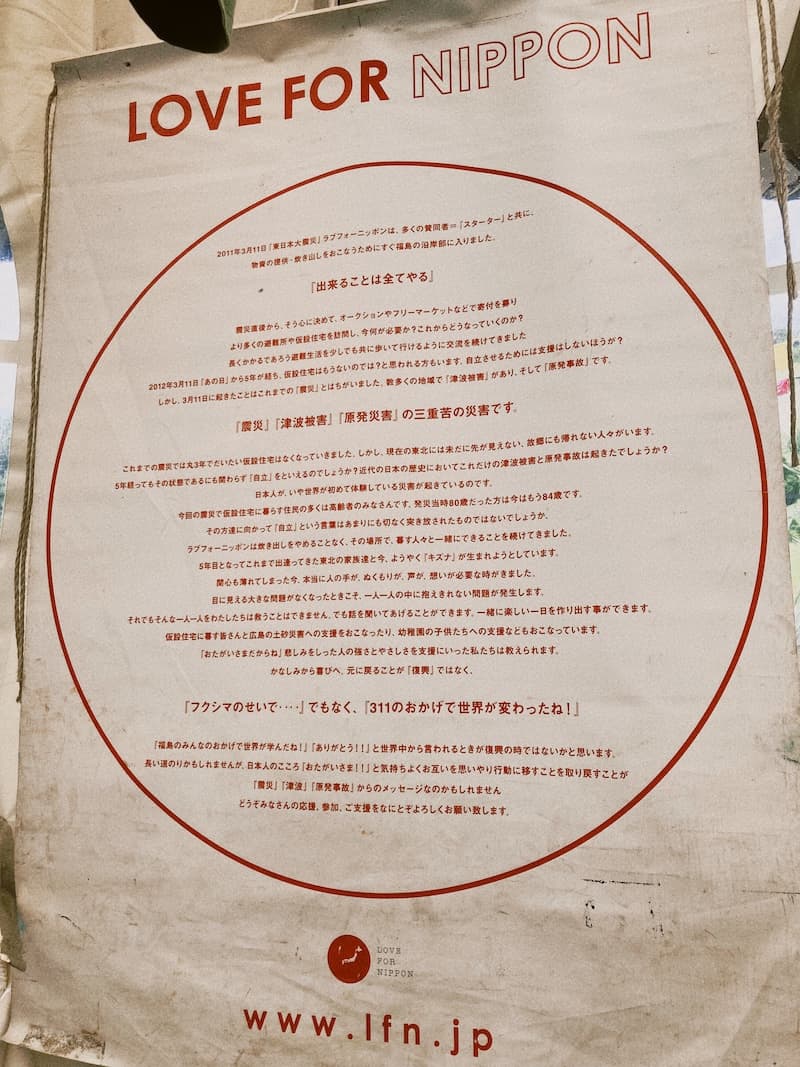 LOVE FOR NIPPON
2011年3月11日『東日本大震災』ラブフォーニッポンは、多くの賛同者=『スターター』と共に、
物資の提供・炊き出しをおこなうためにすぐ福島の沿岸部に入りました。
『出来ることは全てやる』
震災直後から、そう心に決めて、オークションやフリーマーケットなどで寄付を募り
より多くの避難所や仮設住宅を訪問し、今何が必要か?これからどうなっていくのか?
長くかかるであろう避難生活を少しでも共に歩いて行けるように交流を続けてきました
2012年3月11日『あの日』から5年が経ち、仮設住宅はもうないのでは?と思われる方もいます。自立させるためには支援はしないほうが?
しかし、3月11日に起きたことはこれまでの『震災』とはちがいました。数多くの地域で『津波被害』があり、そして『原発事故』です。
『震災』『津波被害』『原発災害』の三重苦の災害です。
これまでの震災では丸3年でだいたい仮設住宅はなくなっていきました。しかし、現在の東北には未だに先が見えない、故郷にも帰れない人々がいます。
5年経ってもその状態であるにも関わらず『自立』をといえるのでしょうか?近代の日本の歴史においてこれだけの津波被害と原発事故は起きたでしょうか?
日本人が、いや世界が初めて体験している災害が起きているのです。
今回の震災で仮設住宅に暮らす住民の多くは高齢者のみなさんです。発災当時80歳だった方は今はもう84歳です。
その方達に向かって『自立』という言葉はあまりにも切なく突き放されたものではないでしょうか。
ラブフォーニッポンは炊き出しをやめることなく、その場所で、暮す人々と一緒にできることを続けてきました。
5年目となってこれまで出逢ってきた東北の家族達と今、ようやく『キズナ』が生まれようとしています。
関心も薄れてしまった今、本当に人の手が、ぬくもりが、声が、想いが必要な時がきました。
目に見える大きな問題がなくなったときこそ、一人一人の中に抱えきれない問題が発生します。
それでもそんな一人一人をわたしたちは救うことはできません。でも話を聞いてあげることができます。一緒に楽しい一日を作り出す事ができます。
仮設住宅に暮す皆さんと広島の土砂災害への支援をおこなったり、幼稚園の子供たちへの支援などもおこなっています。
『おたがいさまだからね』悲しみをしった人の強さとやさしさを支援にいった私たちは教えられます。
かなしみから喜びへ。元に戻ることが『復興』ではなく、
『フクシマのせいで‥‥』でもなく、『311のおかげで世界が変わったね!』
『福島のみんなのおかげで世界が学んだね!』『ありがとう!!』と世界中から言われるときが復興の時ではないかと思います。
長い道のりかもしれませんが、日本人のこころ『おたがいさま!!』と気持ちよくお互いを思いやり行動に移すことを取り戻すことが
『震災』『津波』『原発事故』からのメッセージなのかもしれません
どうぞみなさんの応援、参加、ご支援をなにとぞよろしくお願い致します。
LOVE
FOR
NIPPON
www.lfn.jp